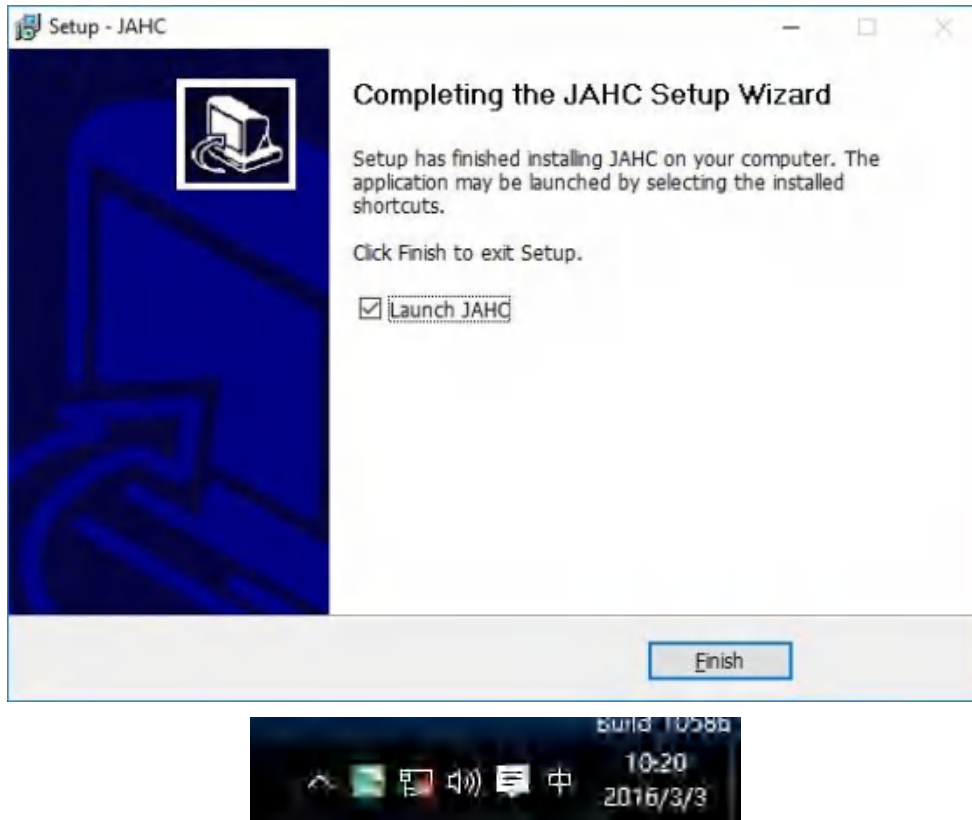 Setup - JAHC
Completing the JAHC Setup Wizard
Setup has finished installing JAHC on your computer. The
application may be launched by selecting the installed
shortcuts.
Click Finish to exit Setup.
Launch JAHC
Finish
Build 10586
中
10:20
2016/3/3